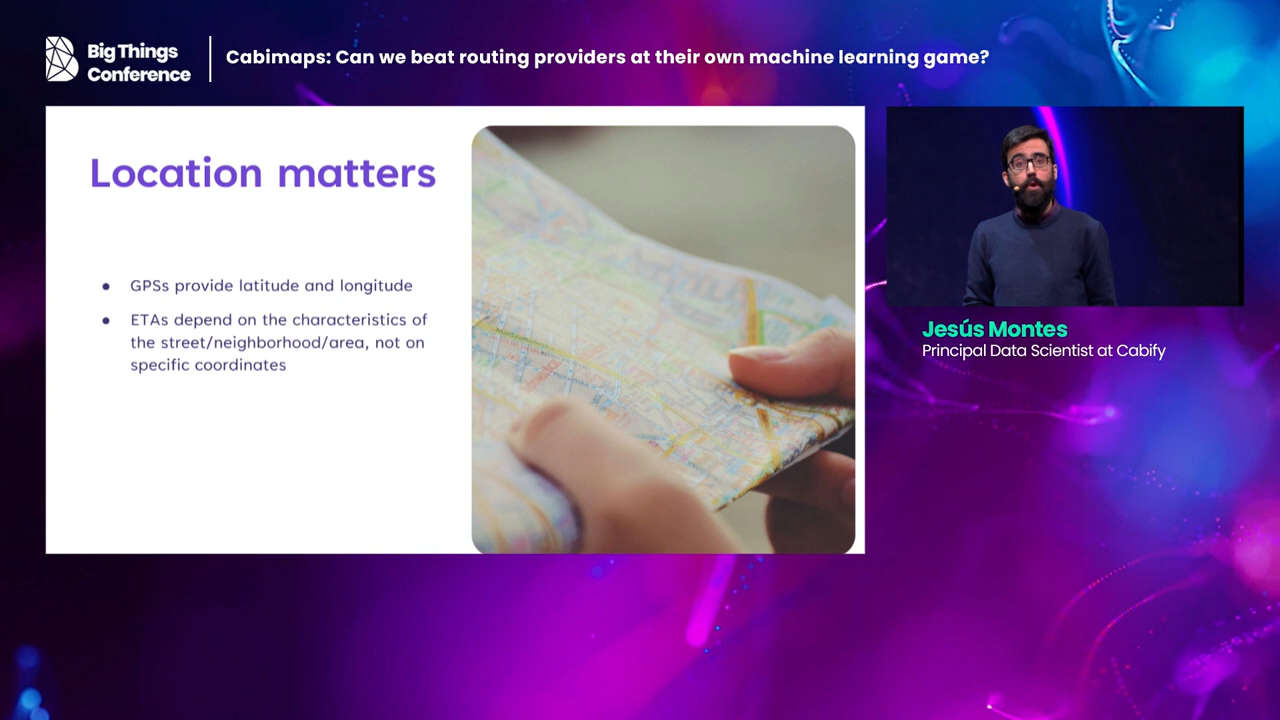 Big Things
Conference
Cabimaps: Can we beat routing providers at their own machine learning game?
Location matters
● GPSs provide latitude and longitude
● ETAs depend on the characteristics of
the street/neighborhood/area, not on
specific coordinates
Jesús Montes
Principal Data Scientist at Cabify